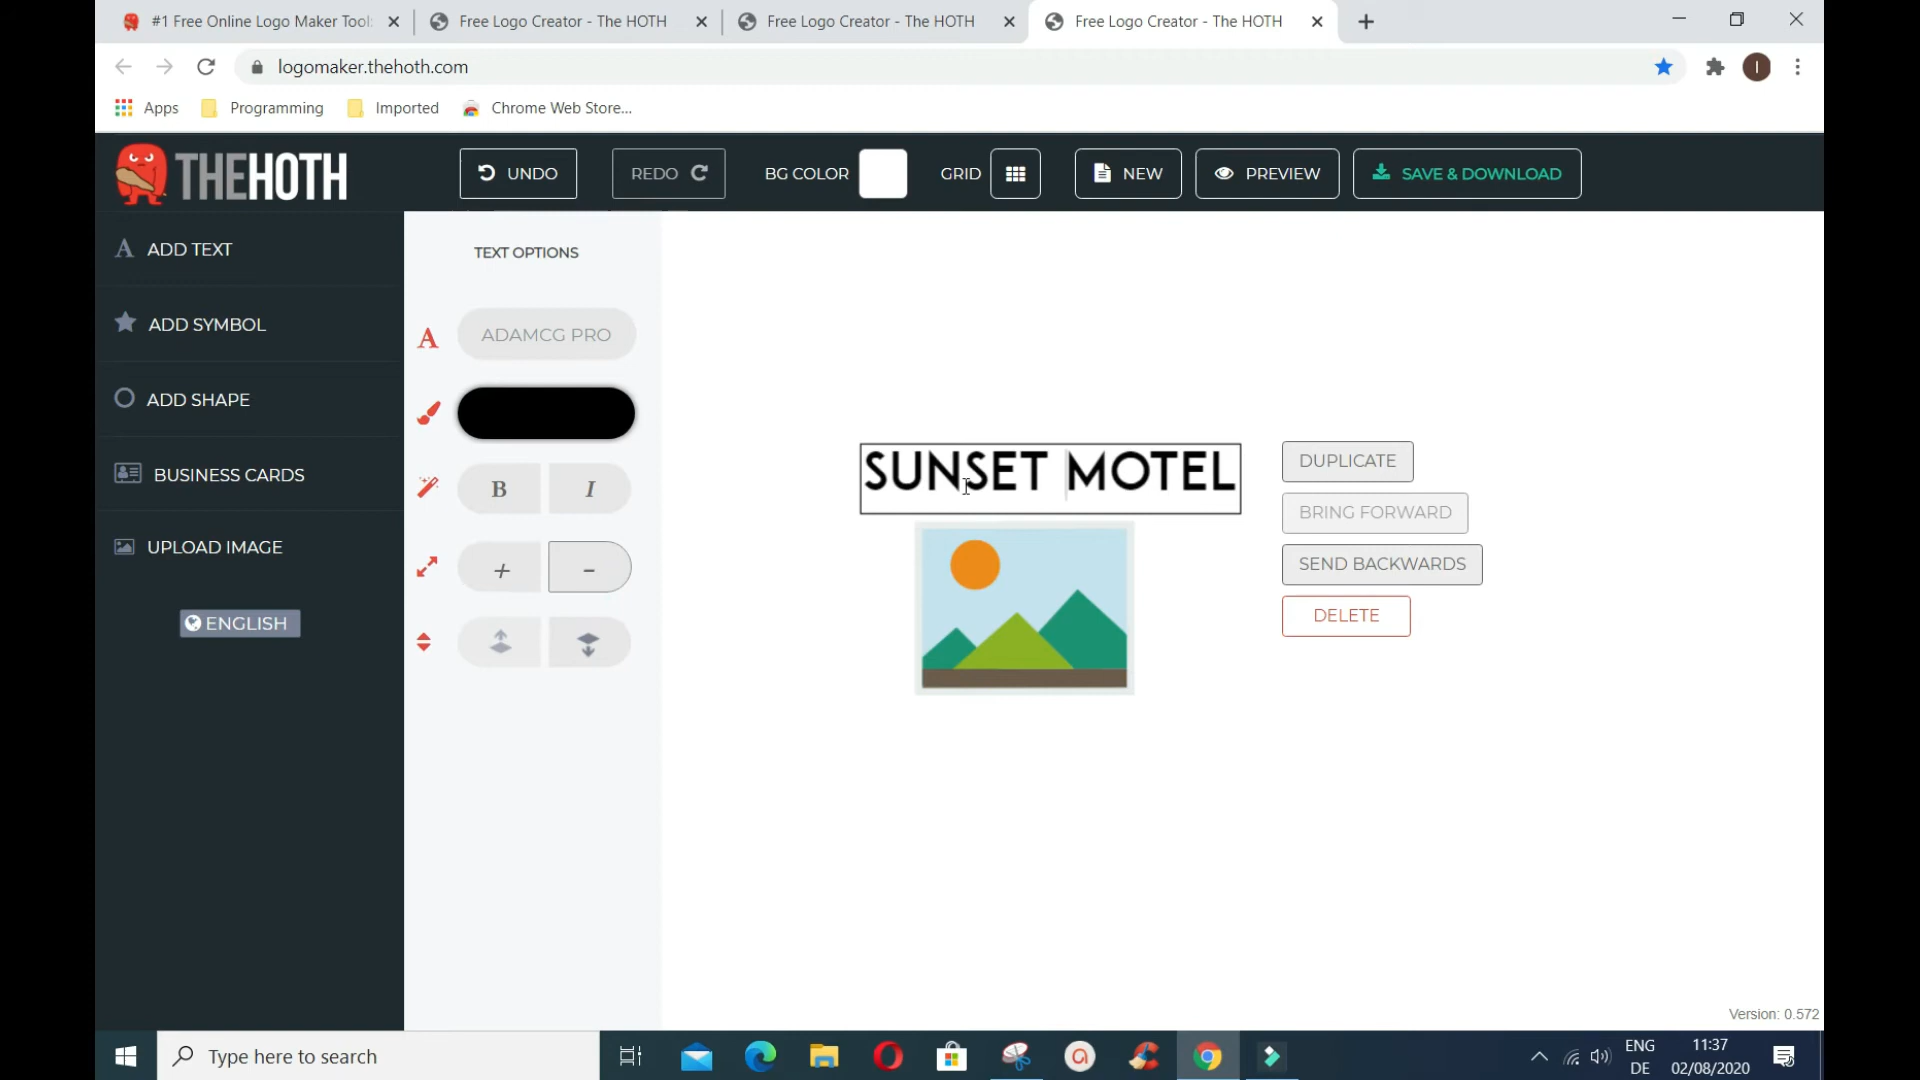 #1 Free Online Logo Maker Tool:
Free Logo Creator - The HOTH
Free Logo Creator - The HOTH
Free Logo Creator - The HOTH
logomaker.thehoth.com
I
Apps
Programming
Imported
Chrome Web Store...
THEHOTH
UNDO
REDO
BG COLOR
GRID
NEW
PREVIEW
SAVE & DOWNLOAD
ADD TEXT
ADD SYMBOL
ADD SHAPE
BUSINESS CARDS
UPLOAD IMAGE
ENGLISH
TEXT OPTIONS
A
ADAMCG PRO
B
I
+
-
SUNSET MOTEL
DUPLICATE
BRING FORWARD
SEND BACKWARDS
DELETE
Version: 0.572
Type here to search
ENG
DE
11:37
02/08/2020